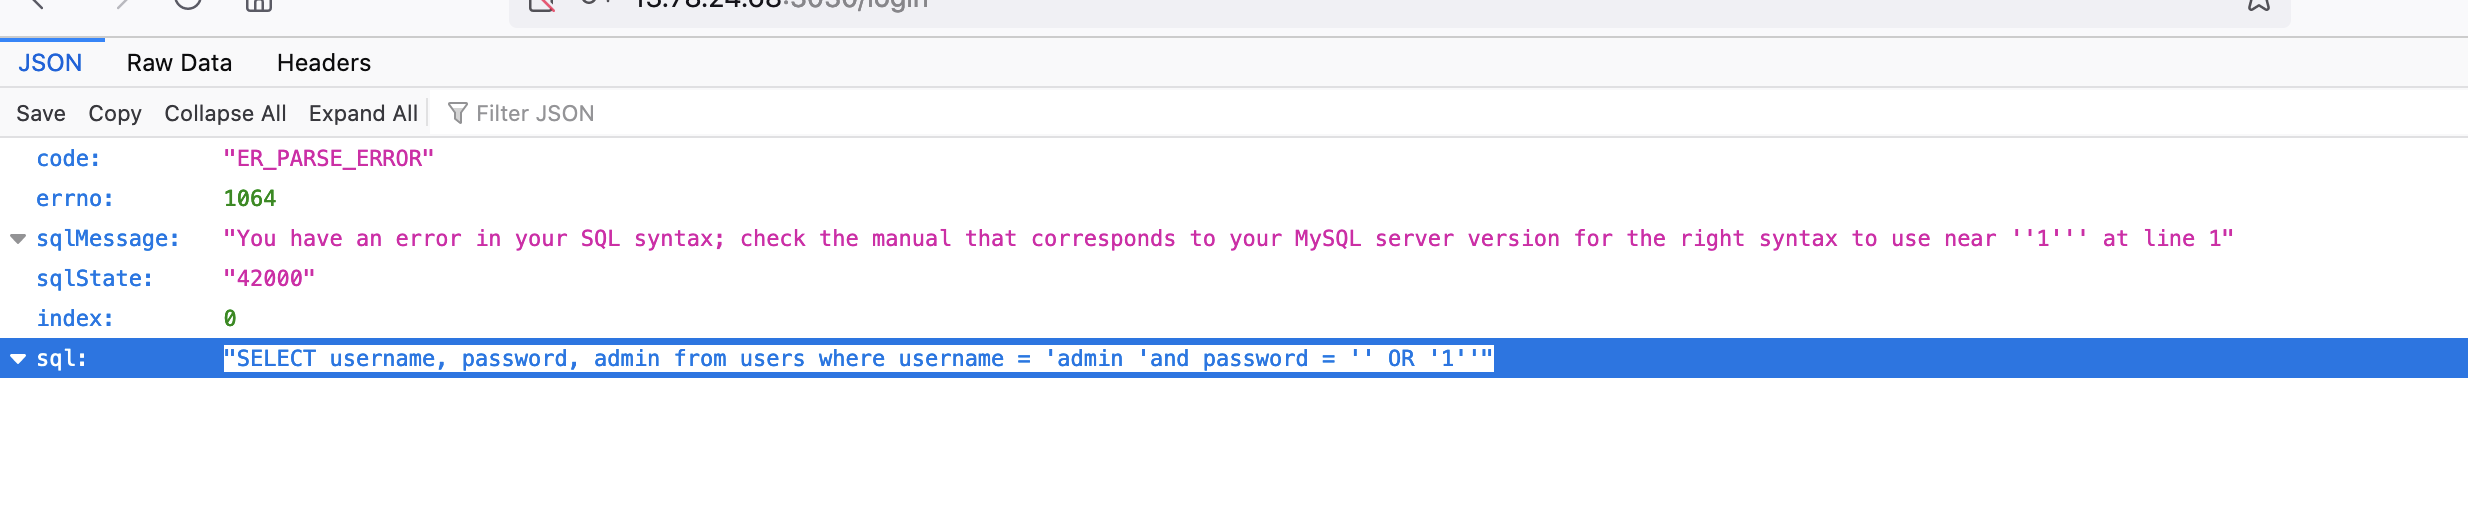 JSON Raw Data Headers
Save Copy Collapse All Expand All Filter JSON
code: "ER_PARSE_ERROR"
errno: 1064
sqlMessage: "You have an error in your SQL syntax; check the manual that corresponds to your MySQL server version for the right syntax to use near ''1''' at line 1"
sqlState: "42000"
index: 0
sql: "SELECT username, password, admin from users where username = 'admin 'and password = '' OR '1''"